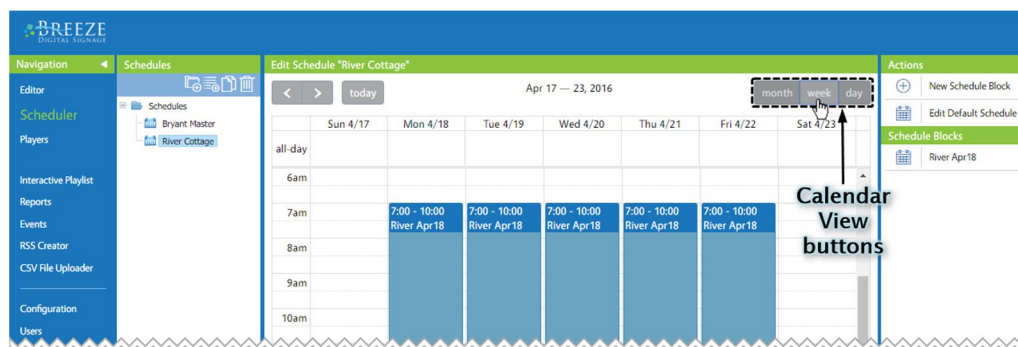 BREEZE
DIGITAL SIGNAGE
Navigation
Editor
Scheduler
Players
Interactive Playlist
Reports
Events
RSS Creator
CSV File Uploader
Configuration
Users
Schedules
Schedules
Bryant Master
River Cottage
Edit Schedule "River Cottage"
< > today Apr 17 — 23, 2016 month week day
Sun 4/17 Mon 4/18 Tue 4/19 Wed 4/20 Thu 4/21 Fri 4/22 Sat 4/23
all-day
6am
7am 7:00 - 10:00 7:00 - 10:00 7:00 - 10:00 7:00 - 10:00 7:00 - 10:00
River Apr18 River Apr18 River Apr18 River Apr18 River Apr18
8am
9am
10am
Calendar
View
buttons
Actions
New Schedule Block
Edit Default Schedule
Schedule Blocks
River Apr18